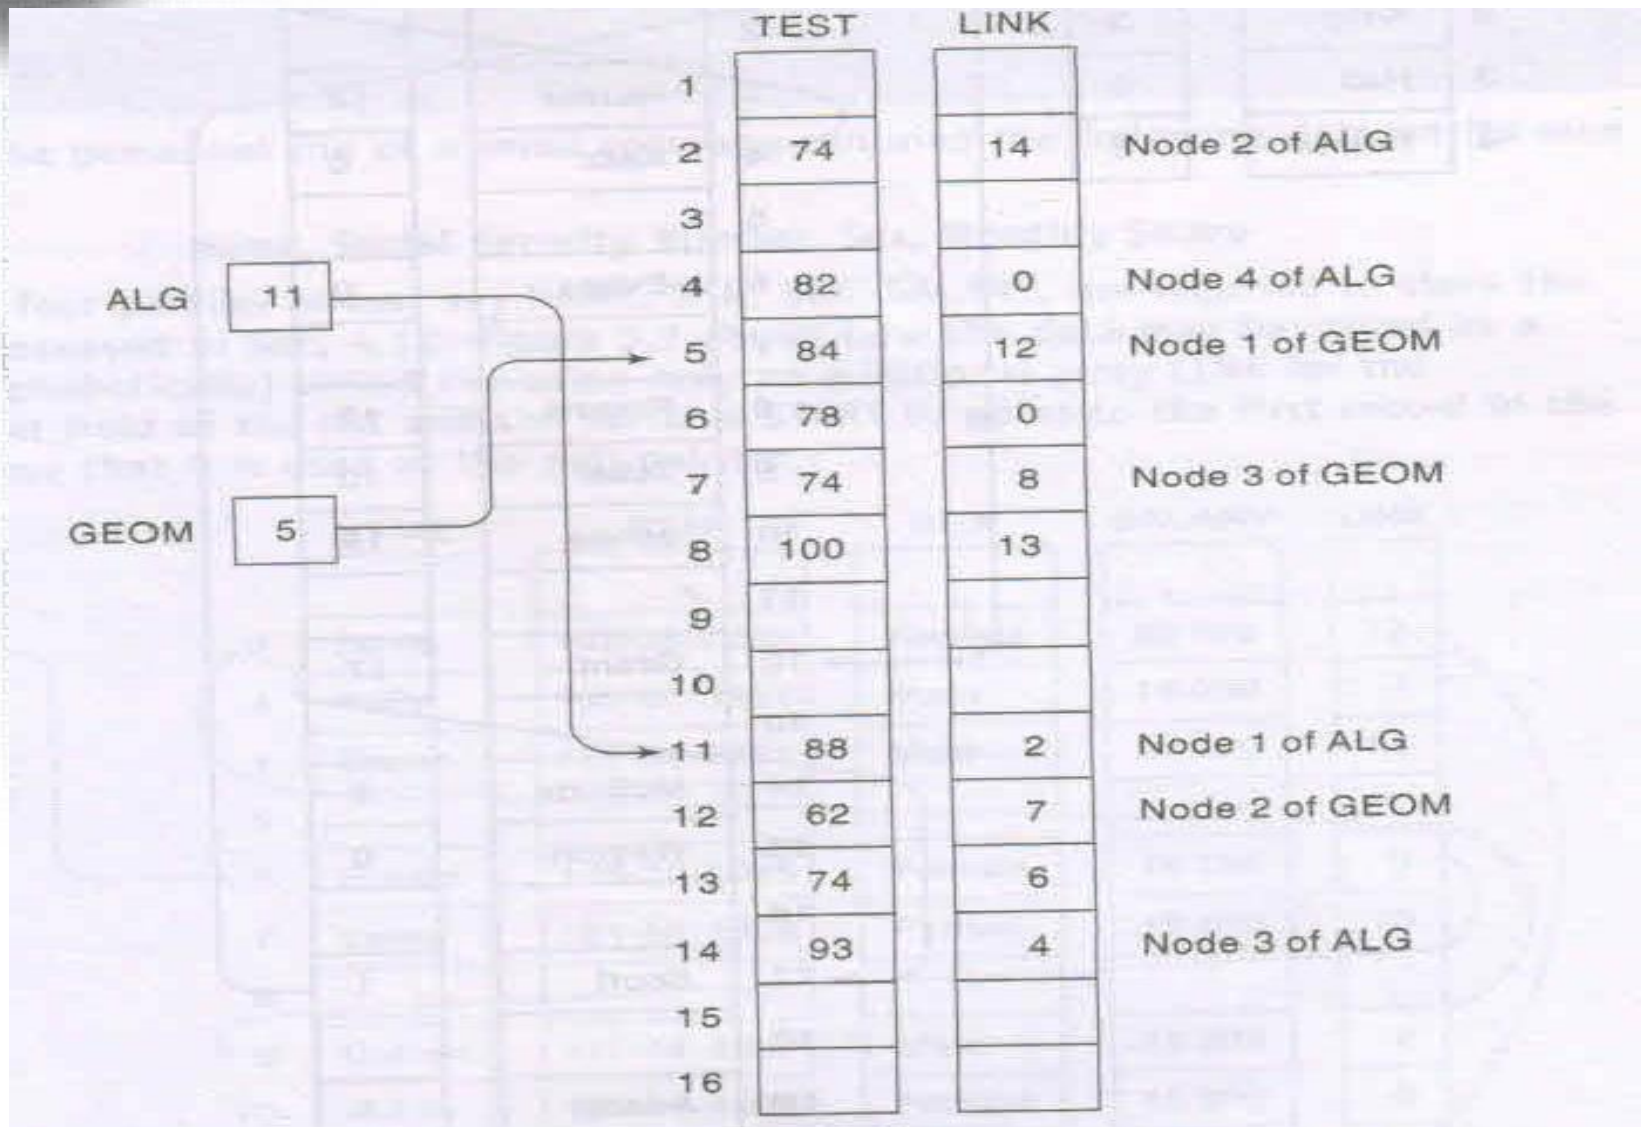 TEST LINK
1
2 74 14 Node 2 of ALG
3
4 82 0 Node 4 of ALG
ALG 11
5 84 12 Node 1 of GEOM
6 78 0
7 74 8 Node 3 of GEOM
GEOM 5
8 100 13
9
10
11 88 2 Node 1 of ALG
12 62 7 Node 2 of GEOM
13 74 6
14 93 4 Node 3 of ALG
15
16